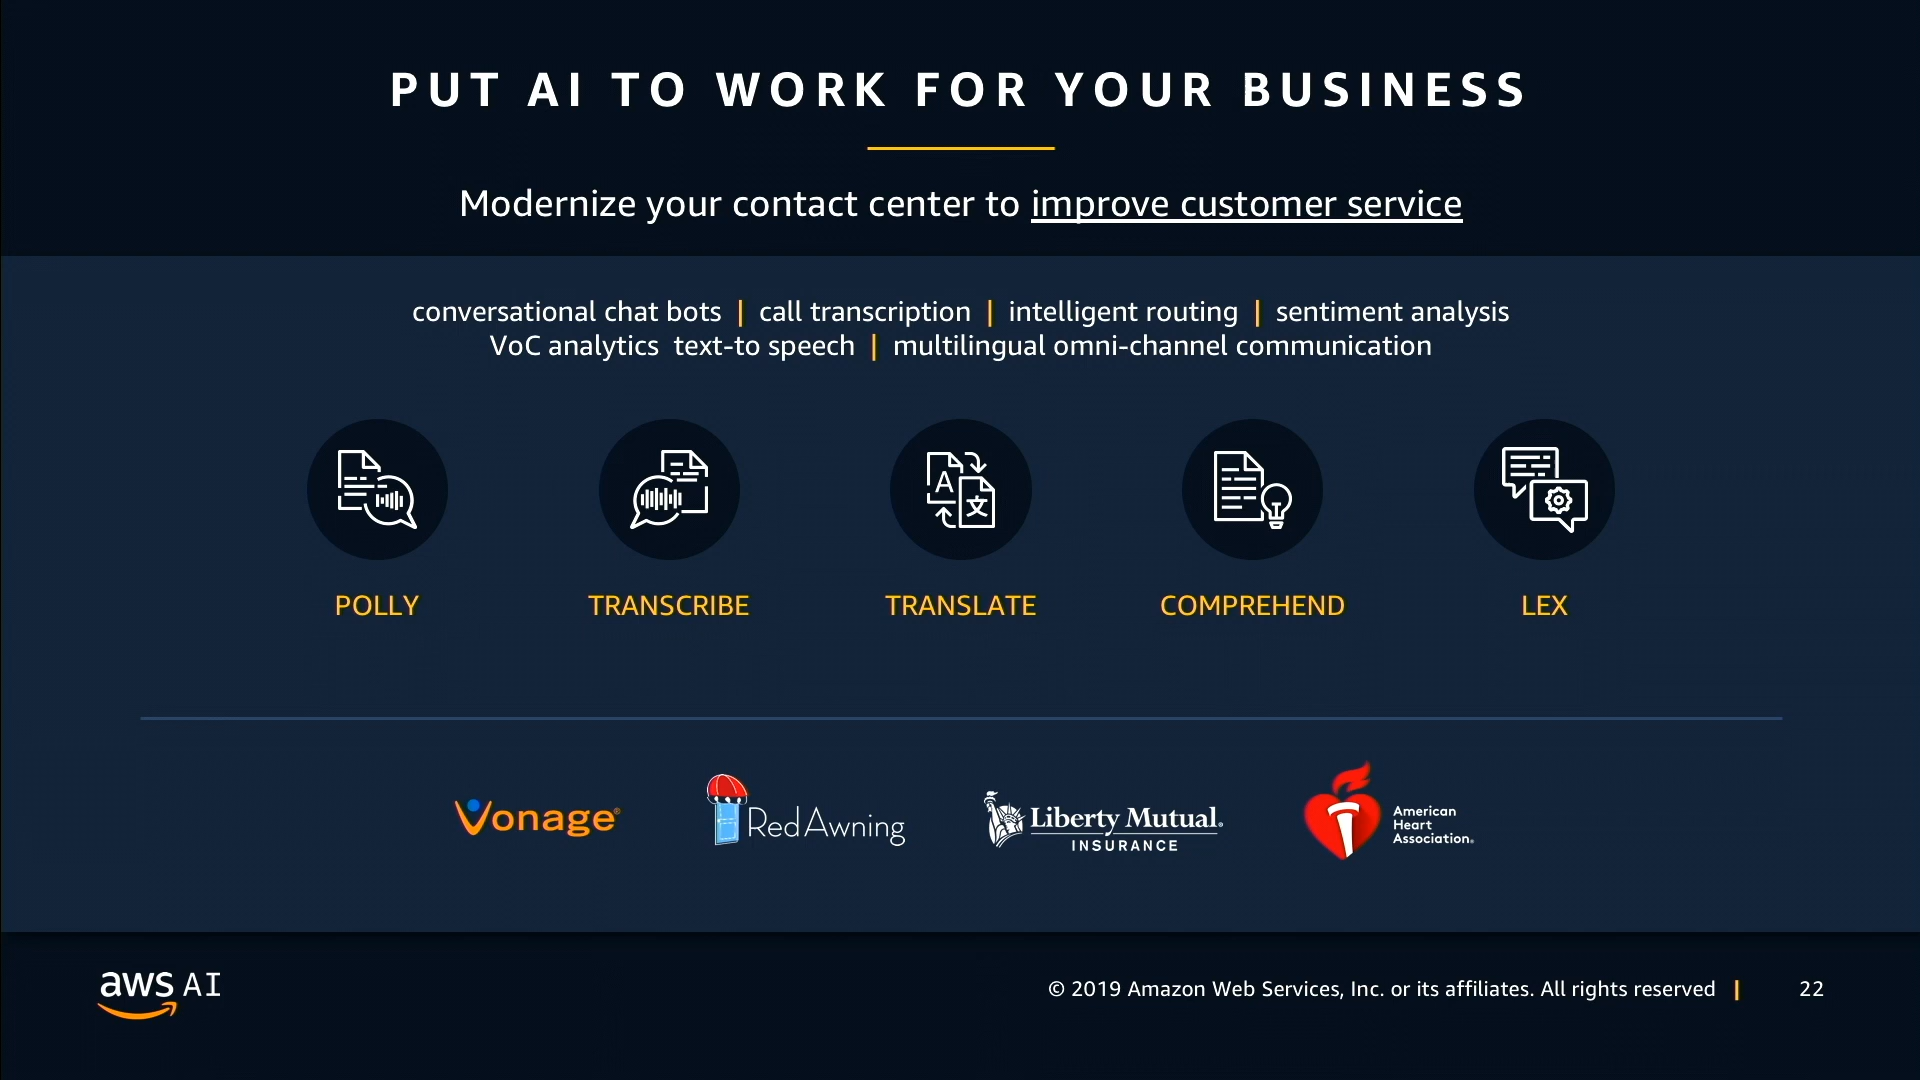 PUT AI TO WORK FOR YOUR BUSINESS
Modernize your contact center to improve customer service
conversational chat bots | call transcription | intelligent routing | sentiment analysis
VoC analytics text-to speech | multilingual omni-channel communication
A 文
POLLY TRANSCRIBE TRANSLATE COMPREHEND LEX
Vonage® RedAwning Liberty Mutual® INSURANCE American Heart Association®
aws AI
© 2019 Amazon Web Services, Inc. or its affiliates. All rights reserved | 22